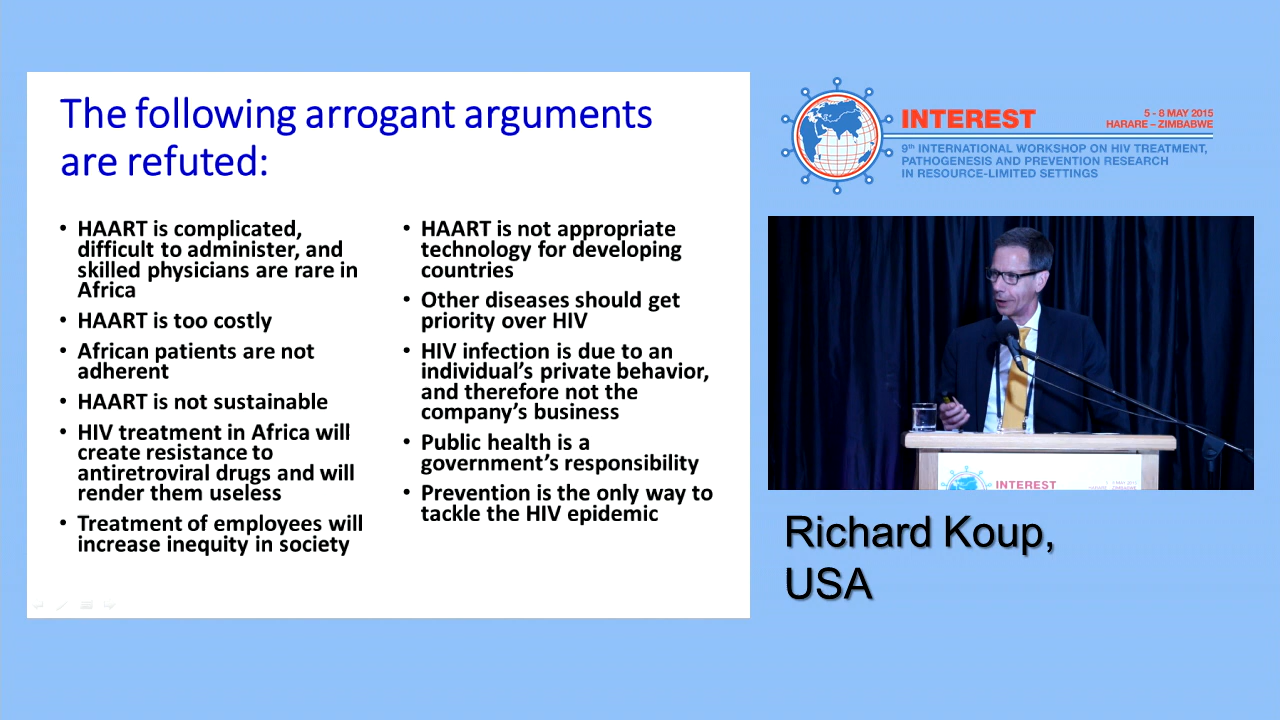 The following arrogant arguments
are refuted:
• HAART is complicated,
difficult to administer, and
skilled physicians are rare in
Africa
• HAART is too costly
• African patients are not
adherent
• HAART is not sustainable
• HIV treatment in Africa will
create resistance to
antiretroviral drugs and will
render them useless
• Treatment of employees will
increase inequity in society
• HAART is not appropriate
technology for developing
countries
• Other diseases should get
priority over HIV
• HIV infection is due to an
individual's private behavior,
and therefore not the
company's business
• Public health is a
government's responsibility
• Prevention is the only way to
tackle the HIV epidemic
INTEREST
5 - 8 MAY 2015
HARARE – ZIMBABWE
9th INTERNATIONAL WORKSHOP ON HIV TREATMENT,
PATHOGENESIS AND PREVENTION RESEARCH
IN RESOURCE-LIMITED SETTINGS
INTEREST
Richard Koup,
USA